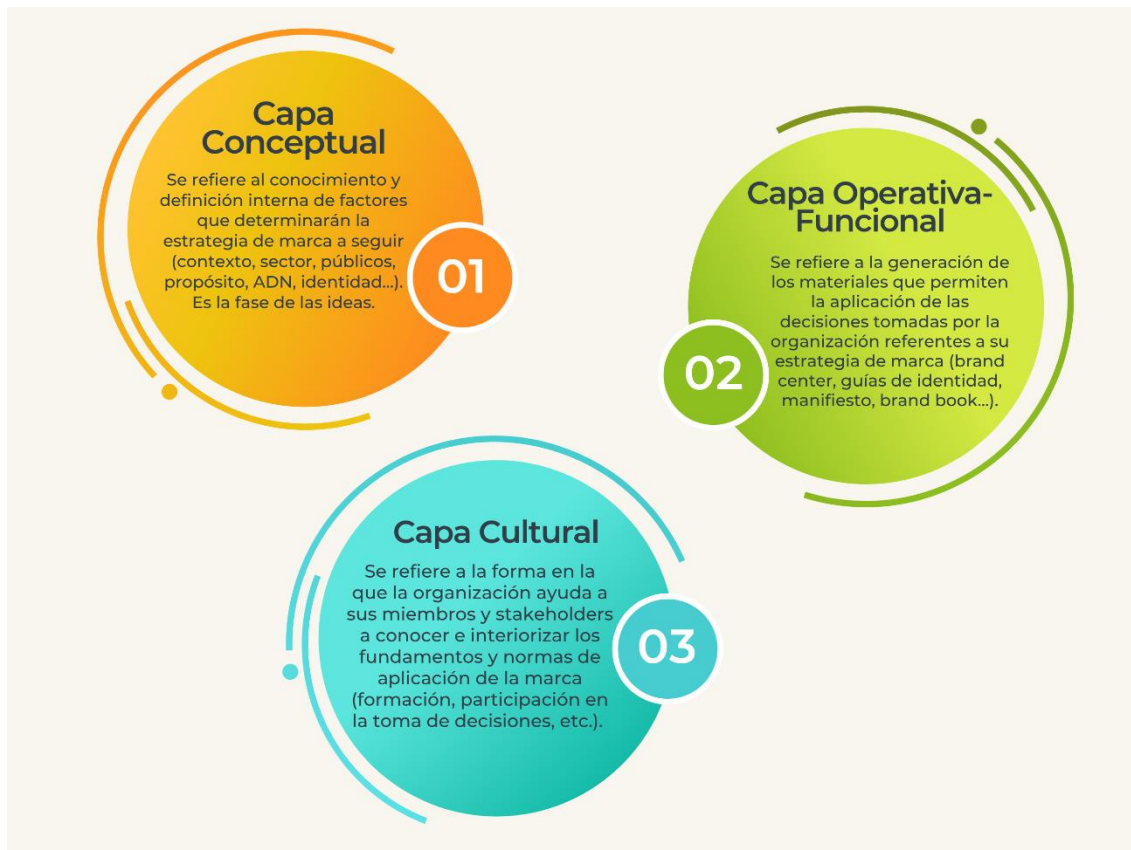 Capa
Conceptual
Se refiere al conocimiento y
definición interna de factores
que determinarán la
estrategia de marca a seguir
(contexto, sector, públicos,
propósito, ADN, identidad...).
Es la fase de las ideas.
01
Capa Operativa-
Funcional
Se refiere a la generación de
los materiales que permiten
la aplicación de las
decisiones tomadas por la
organización referentes a su
estrategia de marca (brand
center, guías de identidad,
manifiesto, brand book...).
02
Capa Cultural
Se refiere a la forma en la
que la organización ayuda a
sus miembros y stakeholders
a conocer e interiorizar los
fundamentos y normas de
aplicación de la marca
(formación, participación en
la toma de decisiones, etc.).
03